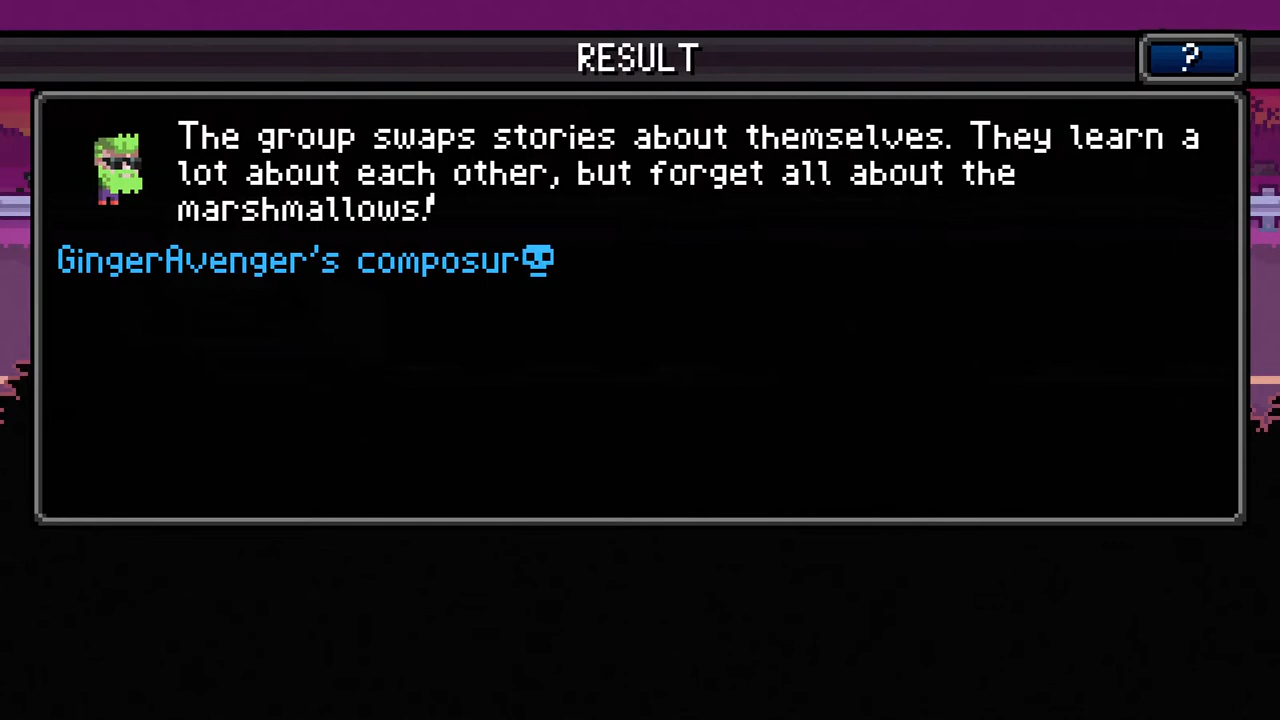 RESULT
?
The group swaps stories about themselves. They learn a
lot about each other, but forget all about the
marshmallows!
GingerAvenger's composur